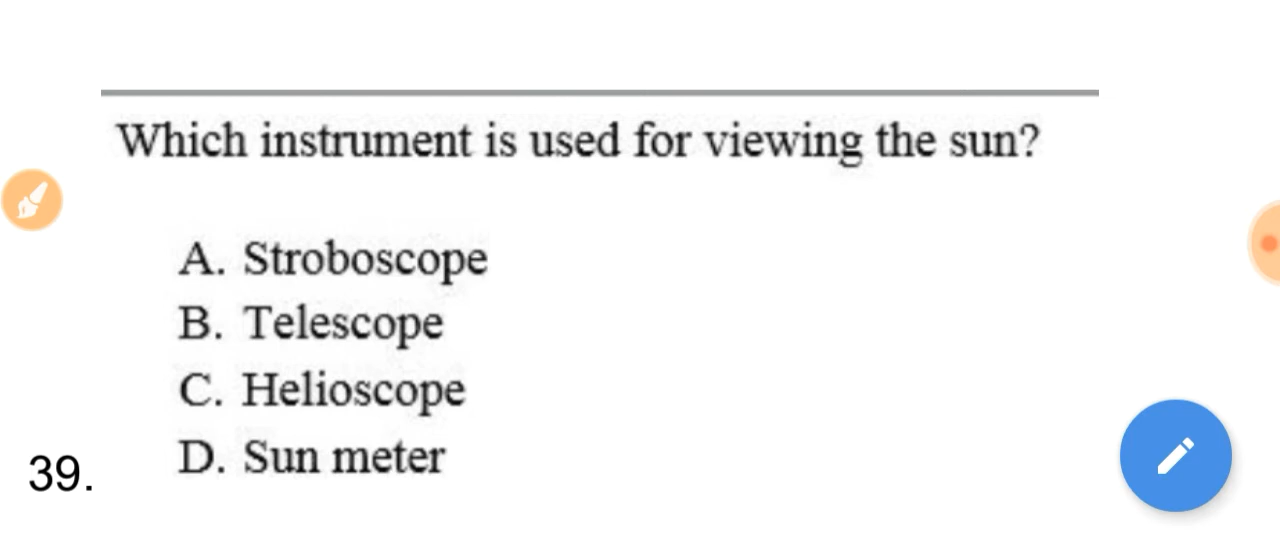 Which instrument is used for viewing the sun?
A. Stroboscope
B. Telescope
C. Helioscope
D. Sun meter
39.